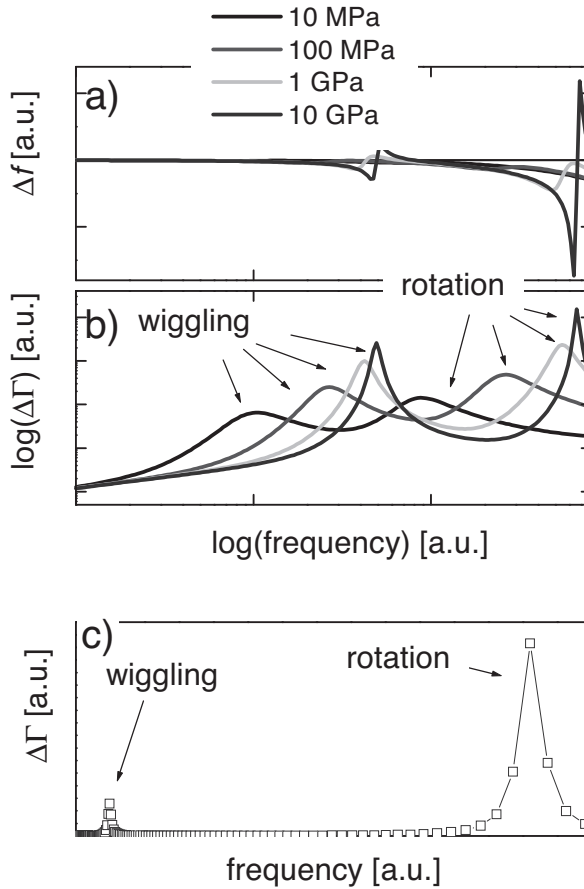 10 MPa
100 MPa
1 GPa
10 GPa
a)
Δf [a.u.]
rotation
b)
wiggling
log(ΔΓ) [a.u.]
log(frequency) [a.u.]
c)
rotation
wiggling
ΔΓ [a.u.]
frequency [a.u.]